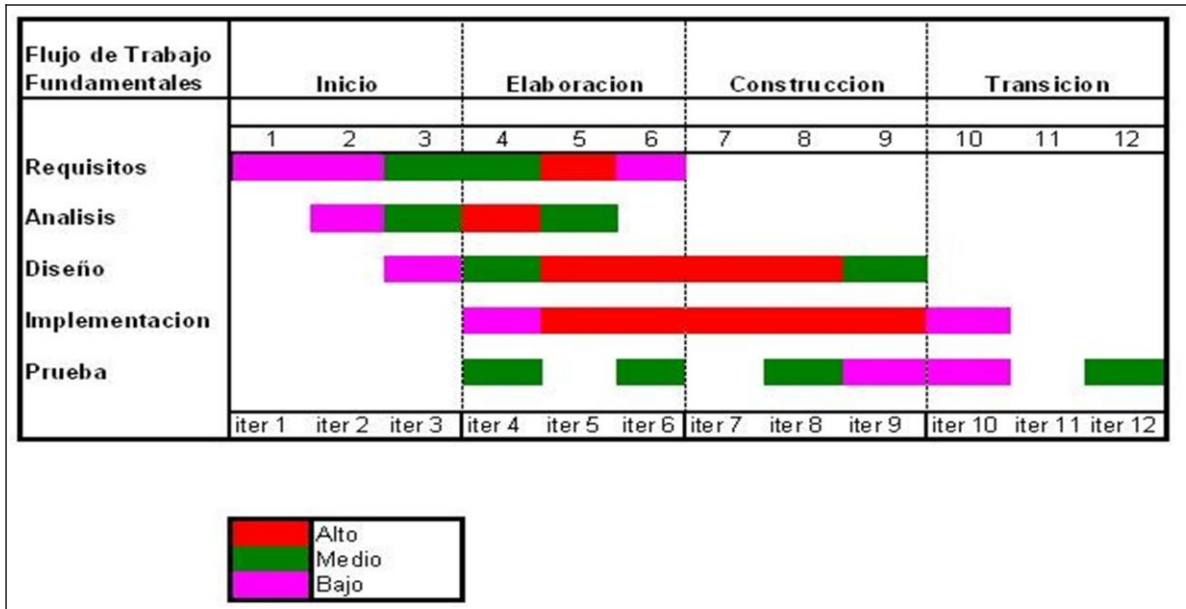 Flujo de Trabajo
Fundamentales
Inicio
Elaboracion
Construccion
Transicion
1 2 3 4 5 6 7 8 9 10 11 12
Requisitos
Analisis
Diseño
Implementacion
Prueba
iter 1 iter 2 iter 3 iter 4 iter 5 iter 6 iter 7 iter 8 iter 9 iter 10 iter 11 iter 12
Alto
Medio
Bajo